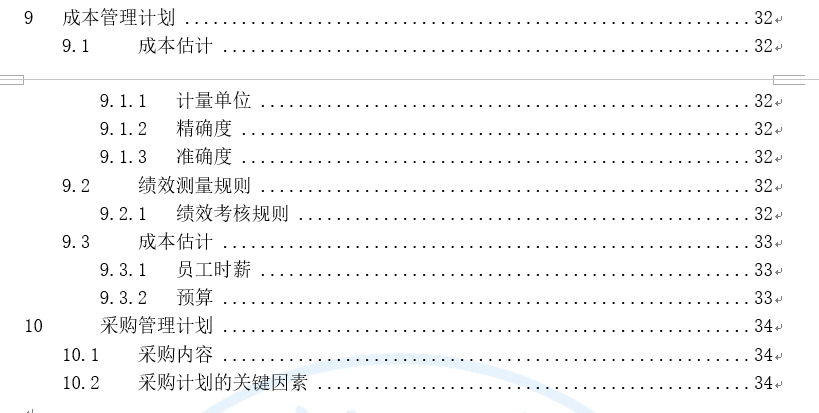 9 成本管理计划 ............................................................ 32
9.1 成本估计 ........................................................ 32
9.1.1 计量单位 .................................................... 32
9.1.2 精确度 ...................................................... 32
9.1.3 准确度 ...................................................... 32
9.2 绩效测量规则 .................................................... 32
9.2.1 绩效考核规则 ................................................ 32
9.3 成本估计 ........................................................ 33
9.3.1 员工时薪 .................................................... 33
9.3.2 预算 ........................................................ 33
10 采购管理计划 ........................................................ 34
10.1 采购内容 ........................................................ 34
10.2 采购计划的关键因素 .............................................. 34